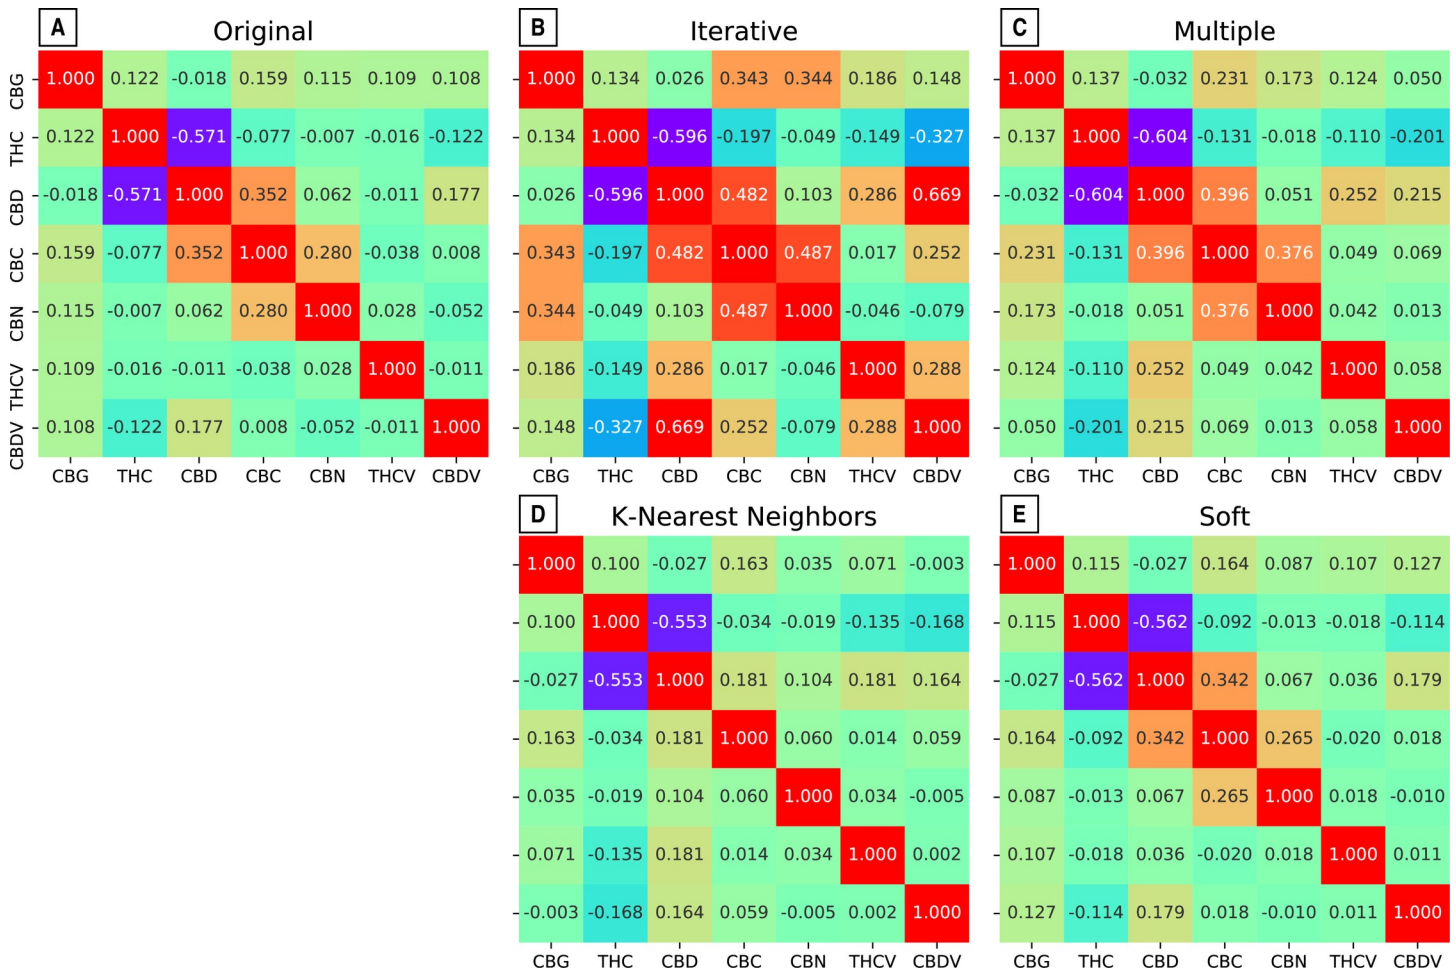 A Original
CBG 1.000 0.122 -0.018 0.159 0.115 0.109 0.108
THC 0.122 1.000 -0.571 -0.077 -0.007 -0.016 -0.122
CBD -0.018 -0.571 1.000 0.352 0.062 -0.011 0.177
CBC 0.159 -0.077 0.352 1.000 0.280 -0.038 0.008
CBN 0.115 -0.007 0.062 0.280 1.000 0.028 -0.052
THCV 0.109 -0.016 -0.011 -0.038 0.028 1.000 -0.011
CBDV 0.108 -0.122 0.177 0.008 -0.052 -0.011 1.000
CBG THC CBD CBC CBN THCV CBDV
B Iterative
1.000 0.134 0.026 0.343 0.344 0.186 0.148
0.134 1.000 -0.596 -0.197 -0.049 -0.149 -0.327
0.026 -0.596 1.000 0.482 0.103 0.286 0.669
0.343 -0.197 0.482 1.000 0.487 0.017 0.252
0.344 -0.049 0.103 0.487 1.000 -0.046 -0.079
0.186 -0.149 0.286 0.017 -0.046 1.000 0.288
0.148 -0.327 0.669 0.252 -0.079 0.288 1.000
CBG THC CBD CBC CBN THCV CBDV
C Multiple
1.000 0.137 -0.032 0.231 0.173 0.124 0.050
0.137 1.000 -0.604 -0.131 -0.018 -0.110 -0.201
-0.032 -0.604 1.000 0.396 0.051 0.252 0.215
0.231 -0.131 0.396 1.000 0.376 0.049 0.069
0.173 -0.018 0.051 0.376 1.000 0.042 0.013
0.124 -0.110 0.252 0.049 0.042 1.000 0.058
0.050 -0.201 0.215 0.069 0.013 0.058 1.000
CBG THC CBD CBC CBN THCV CBDV
D K-Nearest Neighbors
1.000 0.100 -0.027 0.163 0.035 0.071 -0.003
0.100 1.000 -0.553 -0.034 -0.019 -0.135 -0.168
-0.027 -0.553 1.000 0.181 0.104 0.181 0.164
0.163 -0.034 0.181 1.000 0.060 0.014 0.059
0.035 -0.019 0.104 0.060 1.000 0.034 -0.005
0.071 -0.135 0.181 0.014 0.034 1.000 0.002
-0.003 -0.168 0.164 0.059 -0.005 0.002 1.000
CBG THC CBD CBC CBN THCV CBDV
E Soft
1.000 0.115 -0.027 0.164 0.087 0.107 0.127
0.115 1.000 -0.562 -0.092 -0.013 -0.018 -0.114
-0.027 -0.562 1.000 0.342 0.067 0.036 0.179
0.164 -0.092 0.342 1.000 0.265 -0.020 0.018
0.087 -0.013 0.067 0.265 1.000 0.018 -0.010
0.107 -0.018 0.036 -0.020 0.018 1.000 0.011
0.127 -0.114 0.179 0.018 -0.010 0.011 1.000
CBG THC CBD CBC CBN THCV CBDV